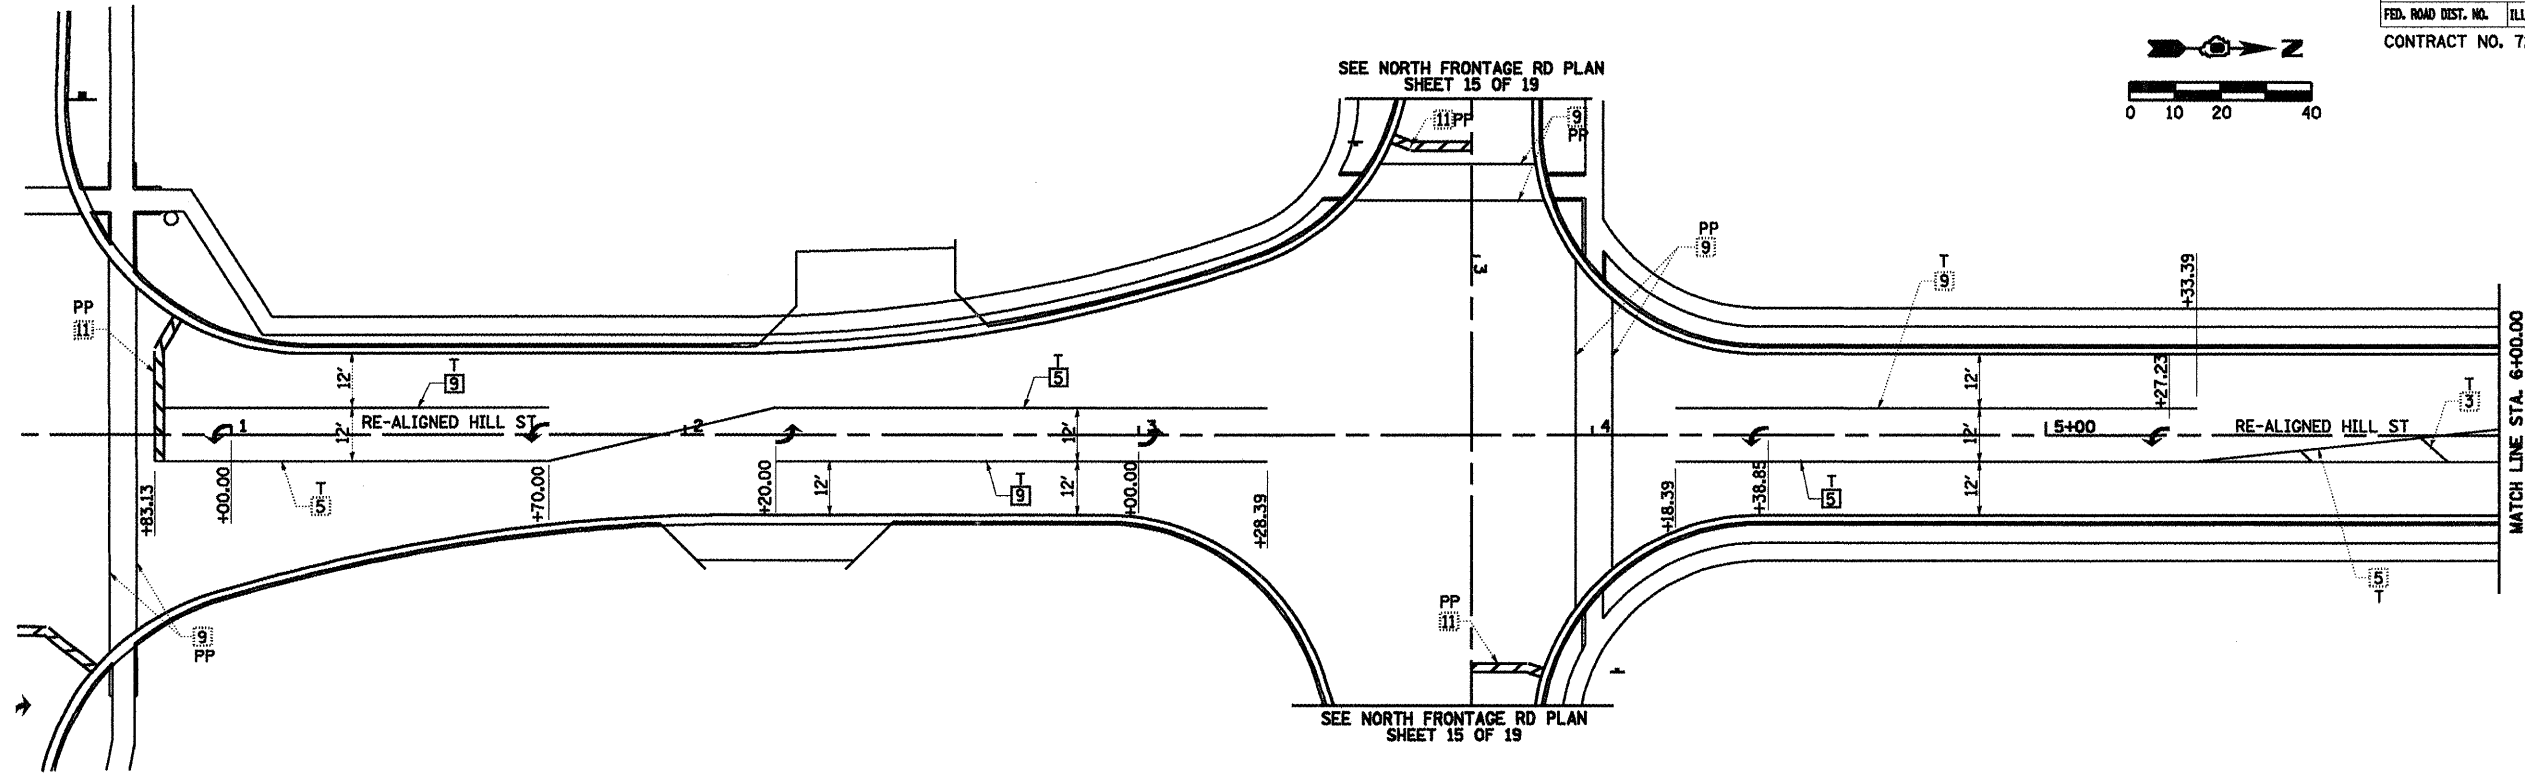 FED. ROAD DIST. NO.
CONTRACT NO.
N
0 10 20 40
SEE NORTH FRONTAGE RD PLAN
SHEET 15 OF 19
11PP
9
PP
3
PP
9
T
9
+33.39
+27.23
MATCH LINE STA. 6+00.00
PP
11
T
9
12'
12'
RE-ALIGNED HILL ST
1
2
T
5
12'
3
4
12'
12'
5+00
RE-ALIGNED HILL ST
T
3
+83.13
+00.00
T
5
+70.00
+20.00
12'
T
9
12'
+00.00
+28.39
+18.39
+38.85
T
5
12'
5
T
9
PP
PP
11
SEE NORTH FRONTAGE RD PLAN
SHEET 15 OF 19